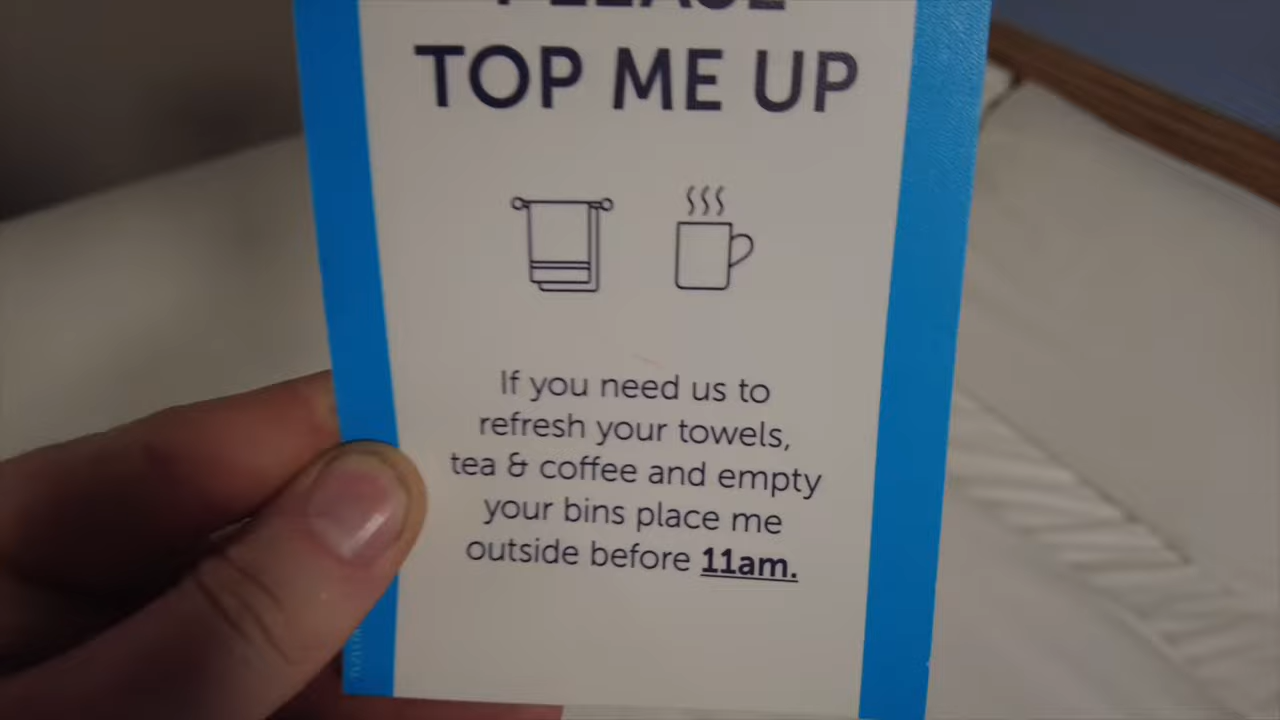 PLEASE
TOP ME UP
If you need us to
refresh your towels,
tea & coffee and empty
your bins place me
outside before 11am.